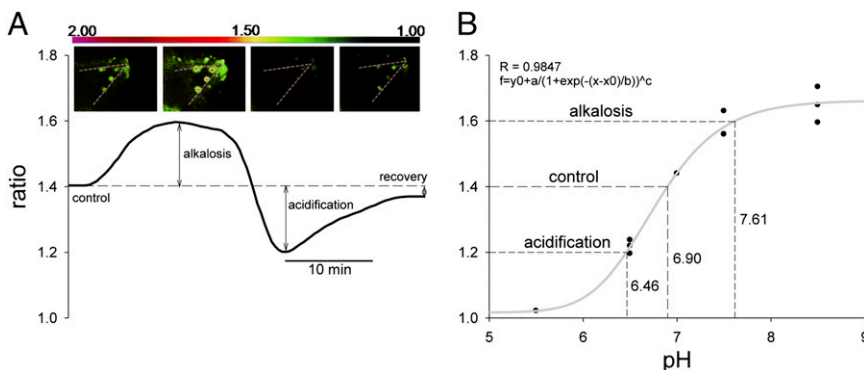 A
2.00 1.50 1.00
1.8
1.6
1.4
1.2
1.0
ratio
alkalosis
control
acidification
recovery
10 min
B
1.8
1.6
1.4
1.2
1.0
R = 0.9847
f=y0+a/(1+exp(-(x-x0)/b))^c
alkalosis
control
acidification
7.61
6.90
6.46
5 6 7 8 9
pH